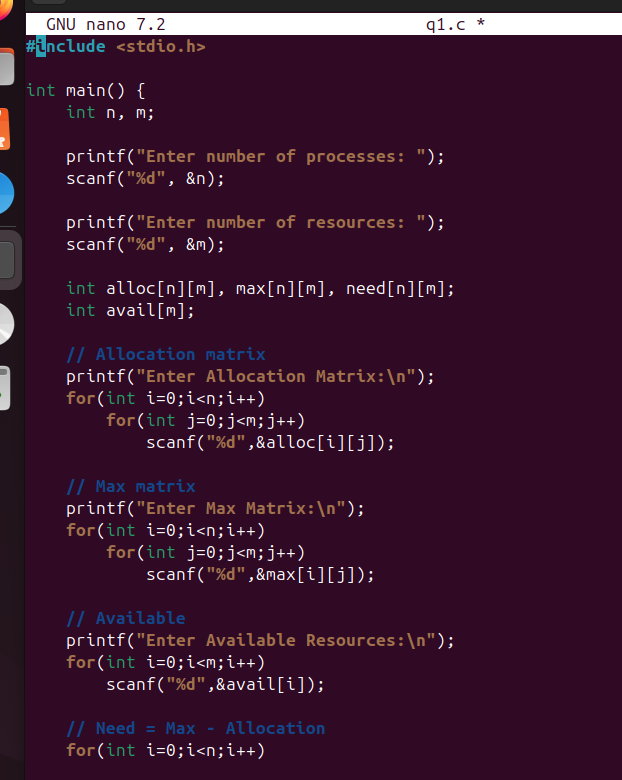 GNU nano 7.2 q1.c *
#include <stdio.h>
int main() {
    int n, m;
    printf("Enter number of processes: ");
    scanf("%d", &n);
    printf("Enter number of resources: ");
    scanf("%d", &m);
    int alloc[n][m], max[n][m], need[n][m];
    int avail[m];
    // Allocation matrix
    printf("Enter Allocation Matrix:\n");
    for(int i=0;i<n;i++)
        for(int j=0;j<m;j++)
            scanf("%d",&alloc[i][j]);
    // Max matrix
    printf("Enter Max Matrix:\n");
    for(int i=0;i<n;i++)
        for(int j=0;j<m;j++)
            scanf("%d",&max[i][j]);
    // Available
    printf("Enter Available Resources:\n");
    for(int i=0;i<m;i++)
        scanf("%d",&avail[i]);
    // Need = Max - Allocation
    for(int i=0;i<n;i++)